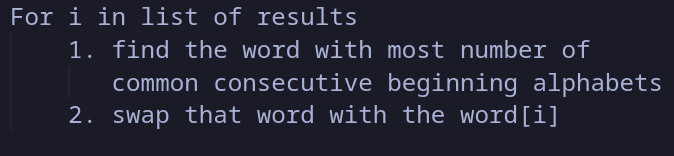 For i in list of results
1. find the word with most number of
common consecutive beginning alphabets
2. swap that word with the word[i]